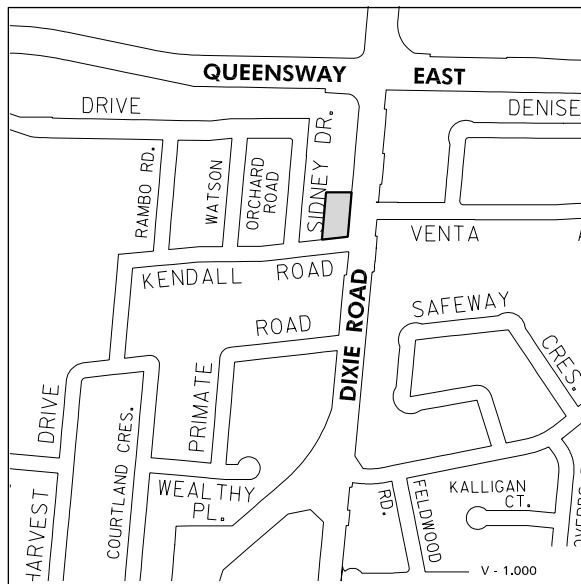 QUEENSWAY EAST
DRIVE
DENISE
SIDNEY DR.
RAMBO RD.
WATSON
ORCHARD
ROAD
VENTA
KENDALL ROAD
DIXIE ROAD
SAFEWAY
CRES.
ROAD
PRIMATE
DRIVE
COURTLAND CRES.
WEALTHY
PL.
HARVEST
RD.
FELDWOOD
KALLIGAN
CT.
V - 1.000